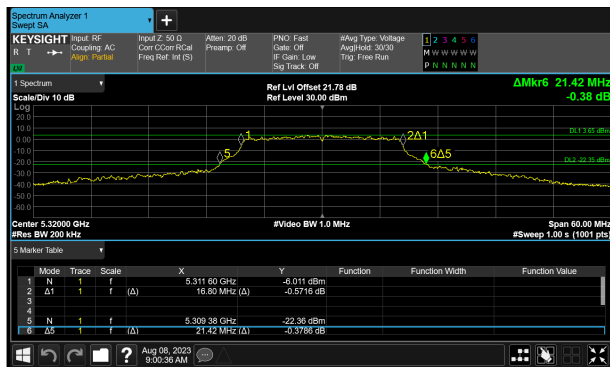 Spectrum Analyzer 1
Swept SA
KEYSIGHT
R T
Input: RF
Coupling: AC
Align: Partial
Input Z: 50 Ω
Corr CCorr RCal
Freq Ref: Int (S)
Atten: 20 dB
Preamp: Off
PNO: Fast
Gate: Off
IF Gain: Low
Sig Track: Off
#Avg Type: Voltage
Avg|Hold: 30/30
Trig: Free Run
1 2 3 4 5 6
M W W W W W
P N N N N N
1 Spectrum
Scale/Div 10 dB
Ref Lvl Offset 21.78 dB
Ref Level 30.00 dBm
ΔMkr6 21.42 MHz
-0.38 dB
Log
20.0
10.0
0.00
-10.0
-20.0
-30.0
-40.0
-50.0
-60.0
1
2Δ1
5
6Δ5
DL1 3.65 dBm
DL2 -22.35 dBm
Center 5.32000 GHz
#Res BW 200 kHz
#Video BW 1.0 MHz
Span 60.00 MHz
#Sweep 1.00 s (1001 pts)
5 Marker Table
Mode Trace Scale X Y Function Function Width Function Value
1 N 1 f 5.311 60 GHz -6.011 dBm
2 Δ1 1 f (Δ) 16.80 MHz (Δ) -0.5716 dB
3
4
5 N 1 f 5.309 38 GHz -22.36 dBm
6 Δ5 1 f (Δ) 21.42 MHz (Δ) -0.3786 dB
?
Aug 08, 2023
9:00:36 AM